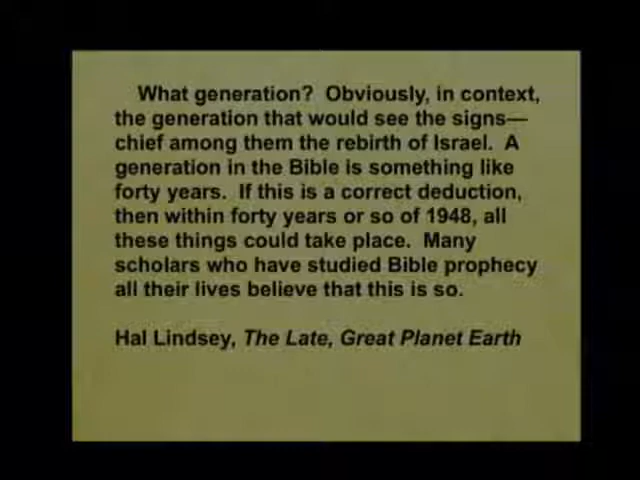 What generation? Obviously, in context,
the generation that would see the signs—
chief among them the rebirth of Israel. A
generation in the Bible is something like
forty years. If this is a correct deduction,
then within forty years or so of 1948, all
these things could take place. Many
scholars who have studied Bible prophecy
all their lives believe that this is so.
Hal Lindsey, The Late, Great Planet Earth